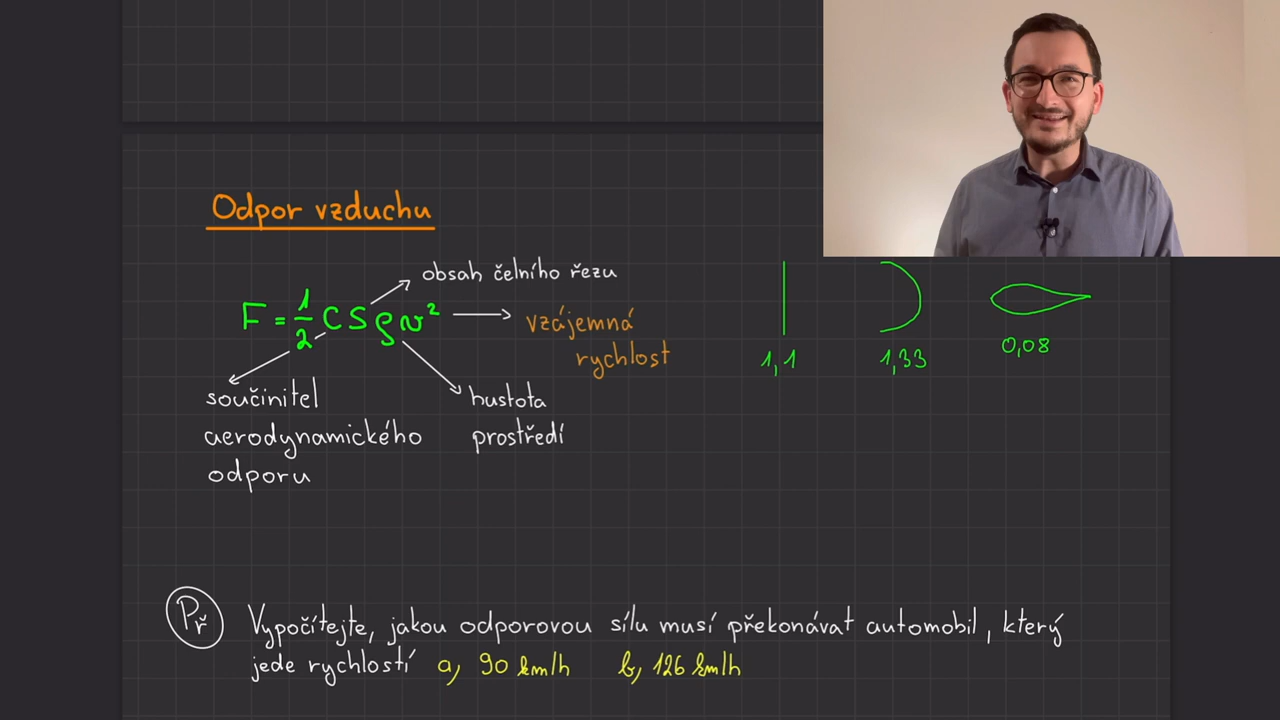 Odpor vzduchu
obsah čelního řezu
F = 1/2 C S ρ v²
vzájemná
rychlost
1,1
1,33
0,08
součinitel
aerodynamického
odporu
hustota
prostředí
Př
Vypočítejte, jakou odporovou sílu musí překonávat automobil, který
jede rychlostí a, 90 km/h b, 126 km/h